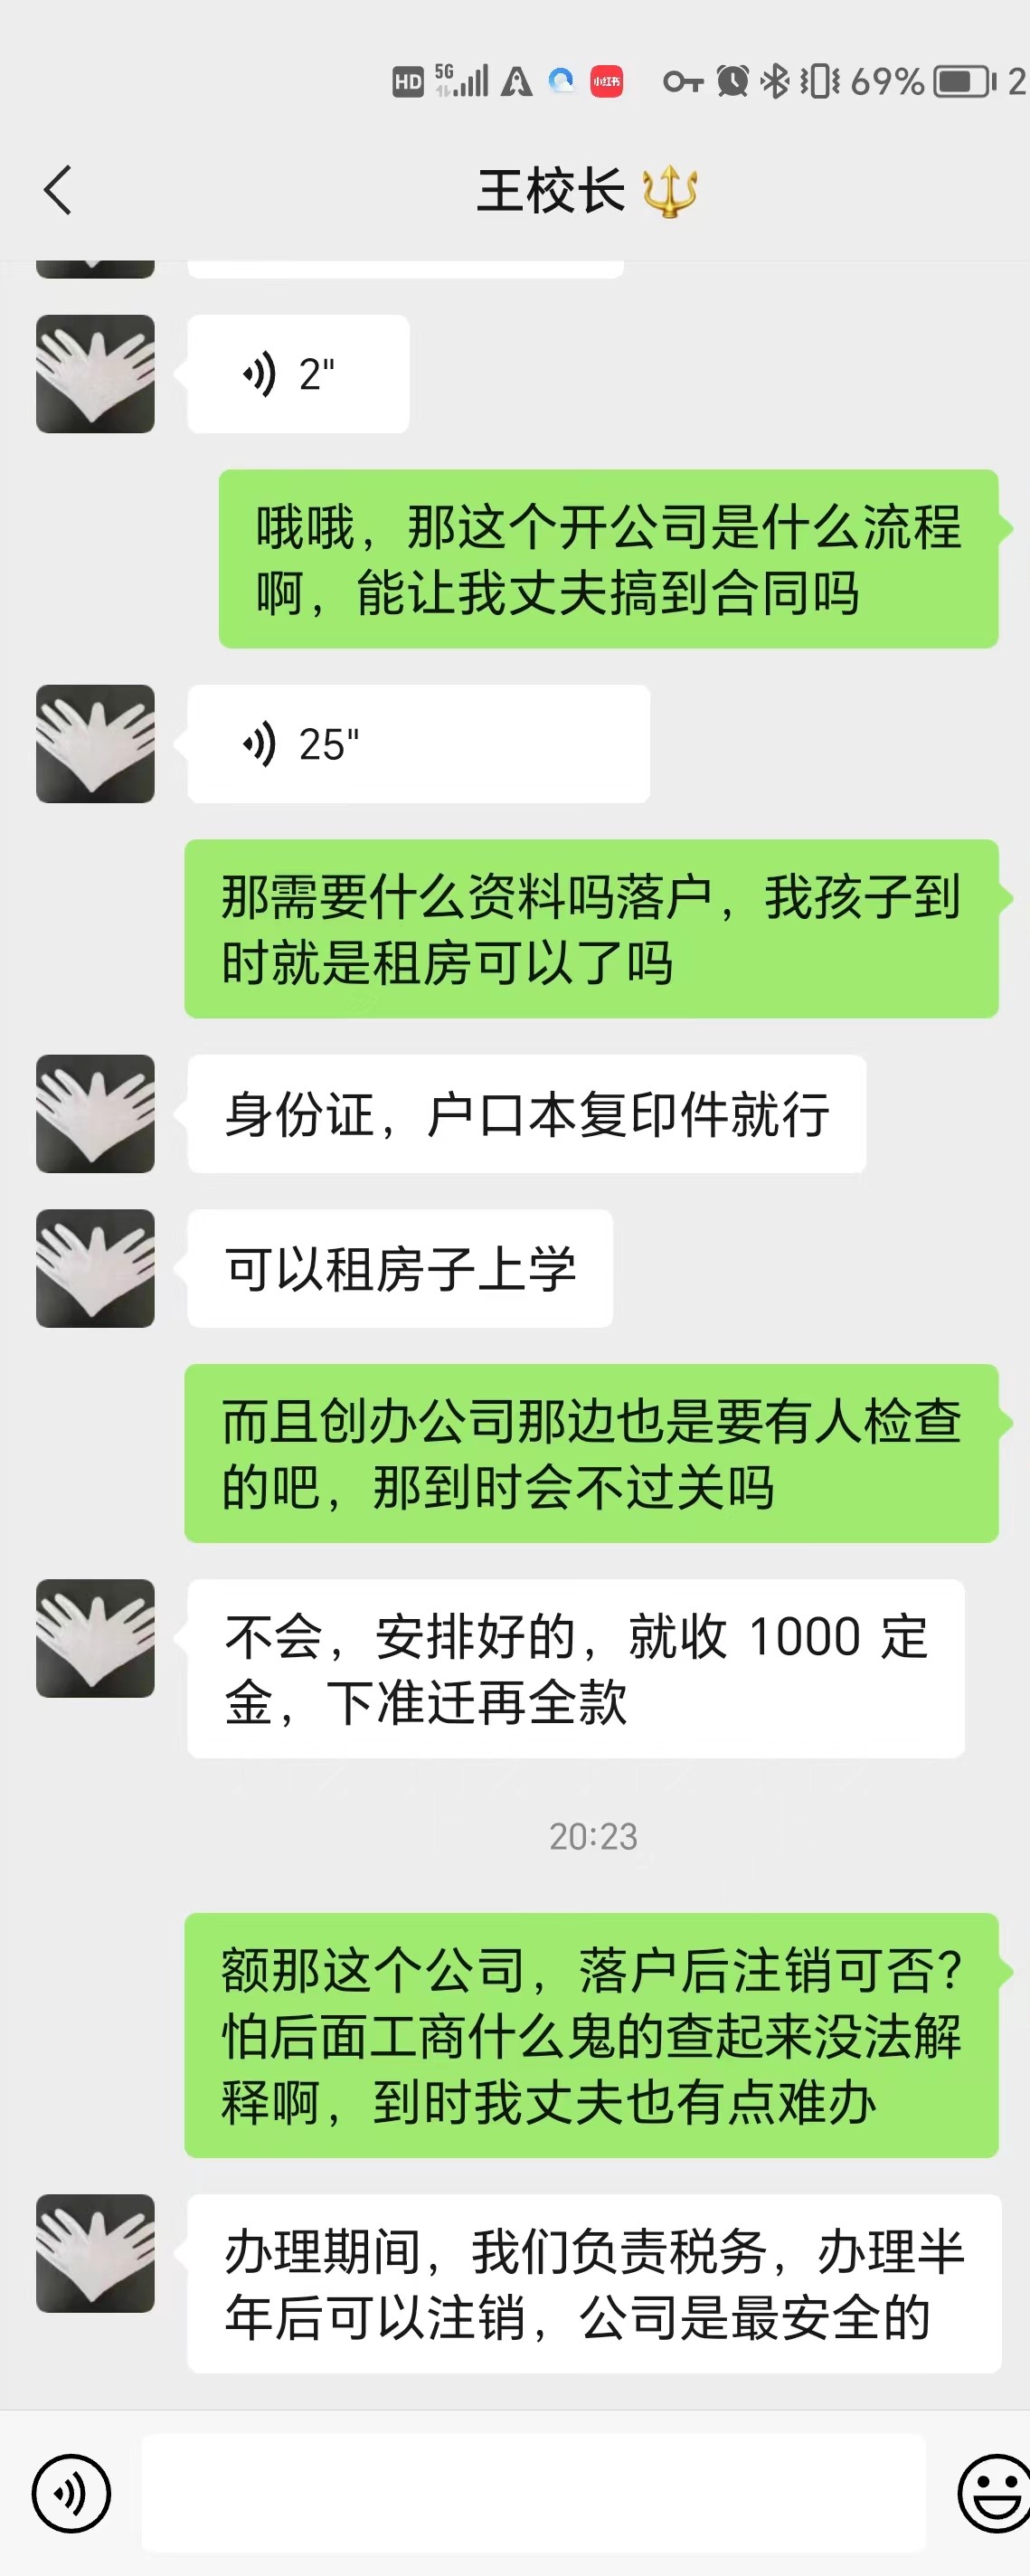 HD 5G 小红书 69% 2
王校长
2"
哦哦，那这个开公司是什么流程
啊，能让我丈夫搞到合同吗
25"
那需要什么资料吗落户，我孩子到
时就是租房可以了吗
身份证，户口本复印件就行
可以租房子上学
而且创办公司那边也是要有人检查
的吧，那到时会不过关吗
不会，安排好的，就收 1000 定
金，下准迁再全款
20:23
额那这个公司，落户后注销可否？
怕后面工商什么鬼的查起来没法解
释啊，到时我丈夫也有点难办
办理期间，我们负责税务，办理半
年后可以注销，公司是最安全的